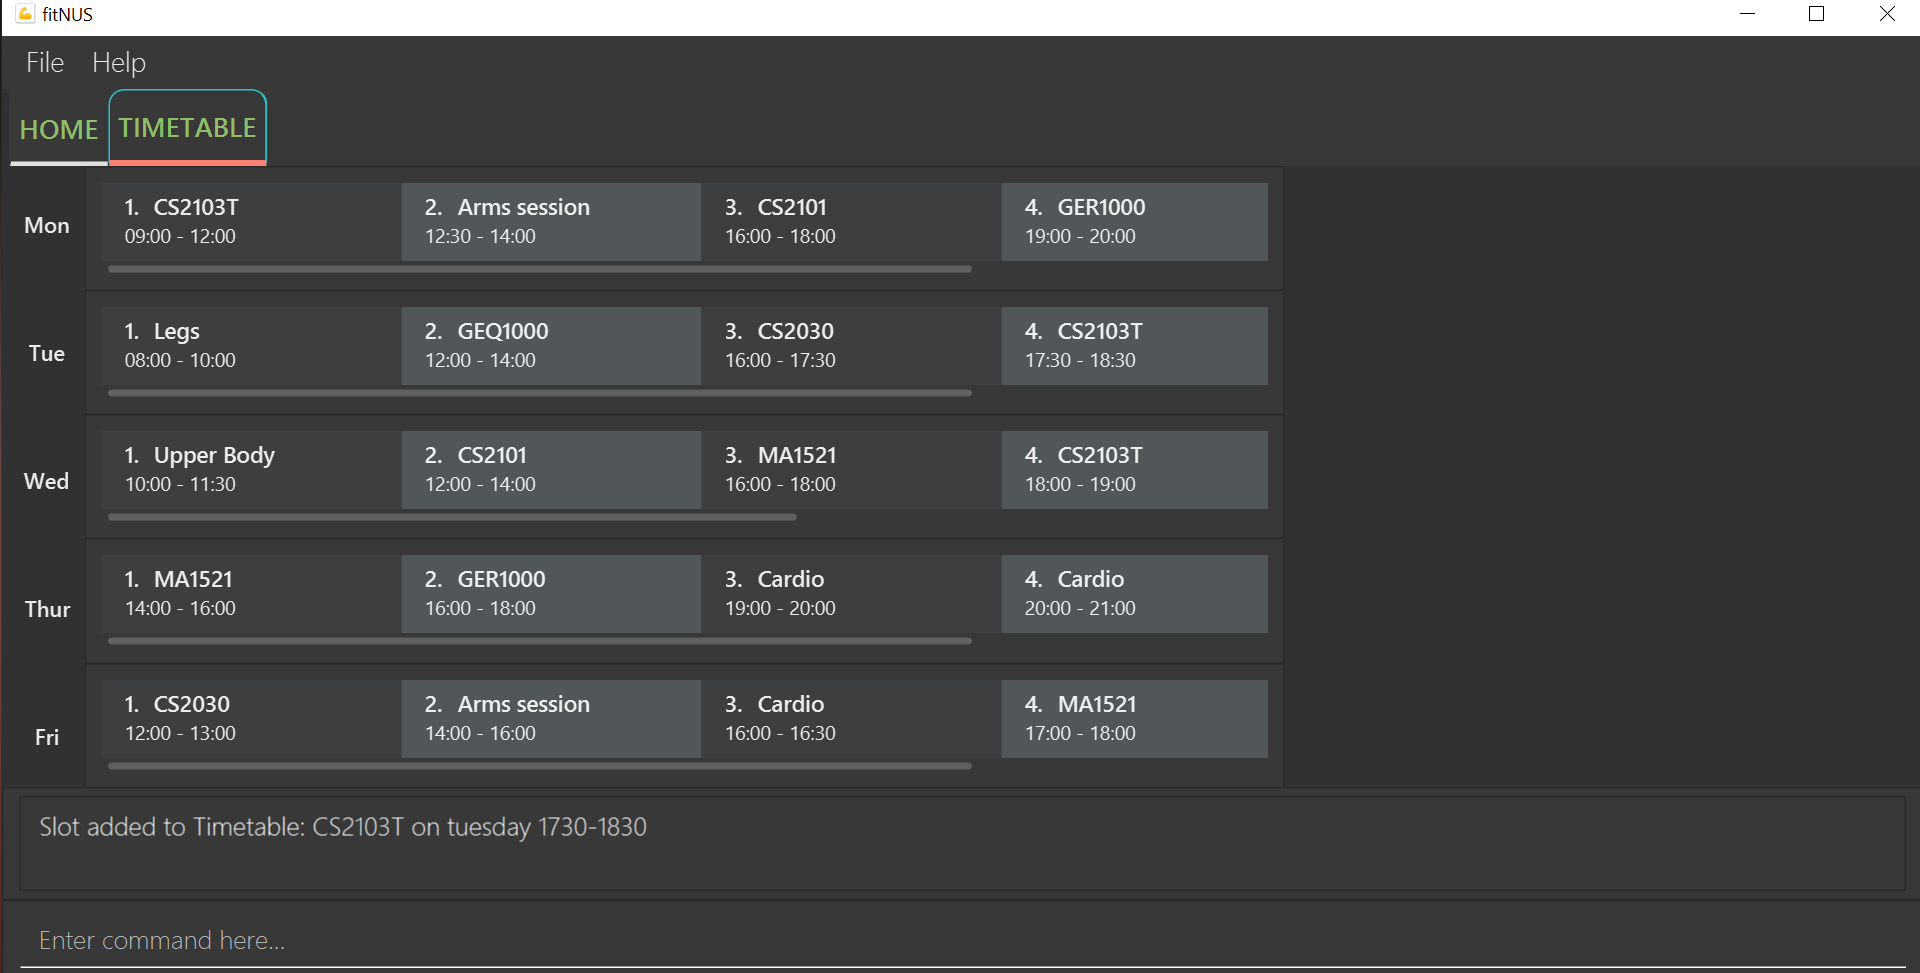 fitNUS
File Help
HOME TIMETABLE
Mon
1. CS2103T 2. Arms session 3. CS2101 4. GER1000
09:00 - 12:00 12:30 - 14:00 16:00 - 18:00 19:00 - 20:00
Tue
1. Legs 2. GEQ1000 3. CS2030 4. CS2103T
08:00 - 10:00 12:00 - 14:00 16:00 - 17:30 17:30 - 18:30
Wed
1. Upper Body 2. CS2101 3. MA1521 4. CS2103T
10:00 - 11:30 12:00 - 14:00 16:00 - 18:00 18:00 - 19:00
Thur
1. MA1521 2. GER1000 3. Cardio 4. Cardio
14:00 - 16:00 16:00 - 18:00 19:00 - 20:00 20:00 - 21:00
Fri
1. CS2030 2. Arms session 3. Cardio 4. MA1521
12:00 - 13:00 14:00 - 16:00 16:00 - 16:30 17:00 - 18:00
Slot added to Timetable: CS2103T on tuesday 1730-1830
Enter command here...